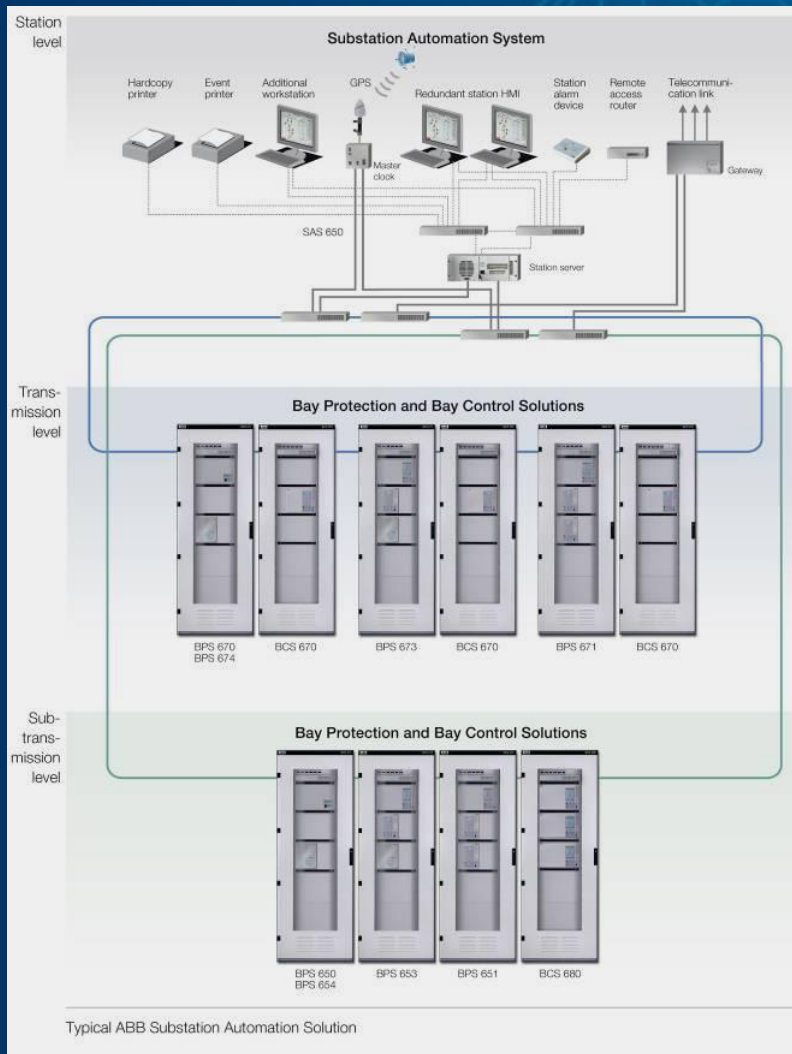 Station
level
Substation Automation System
Hardcopy
printer
Event
printer
Additional
workstation
GPS
Redundant station HMI
Station
alarm
device
Remote
access
router
Telecommuni-
cation link
Master
clock
Gateway
SAS 650
Station server
Trans-
mission
level
Bay Protection and Bay Control Solutions
BPS 670
BPS 674
BCS 670
BPS 673
BCS 670
BPS 671
BCS 670
Sub-
trans-
mission
level
Bay Protection and Bay Control Solutions
BPS 650
BPS 654
BPS 653
BPS 651
BCS 680
Typical ABB Substation Automation Solution